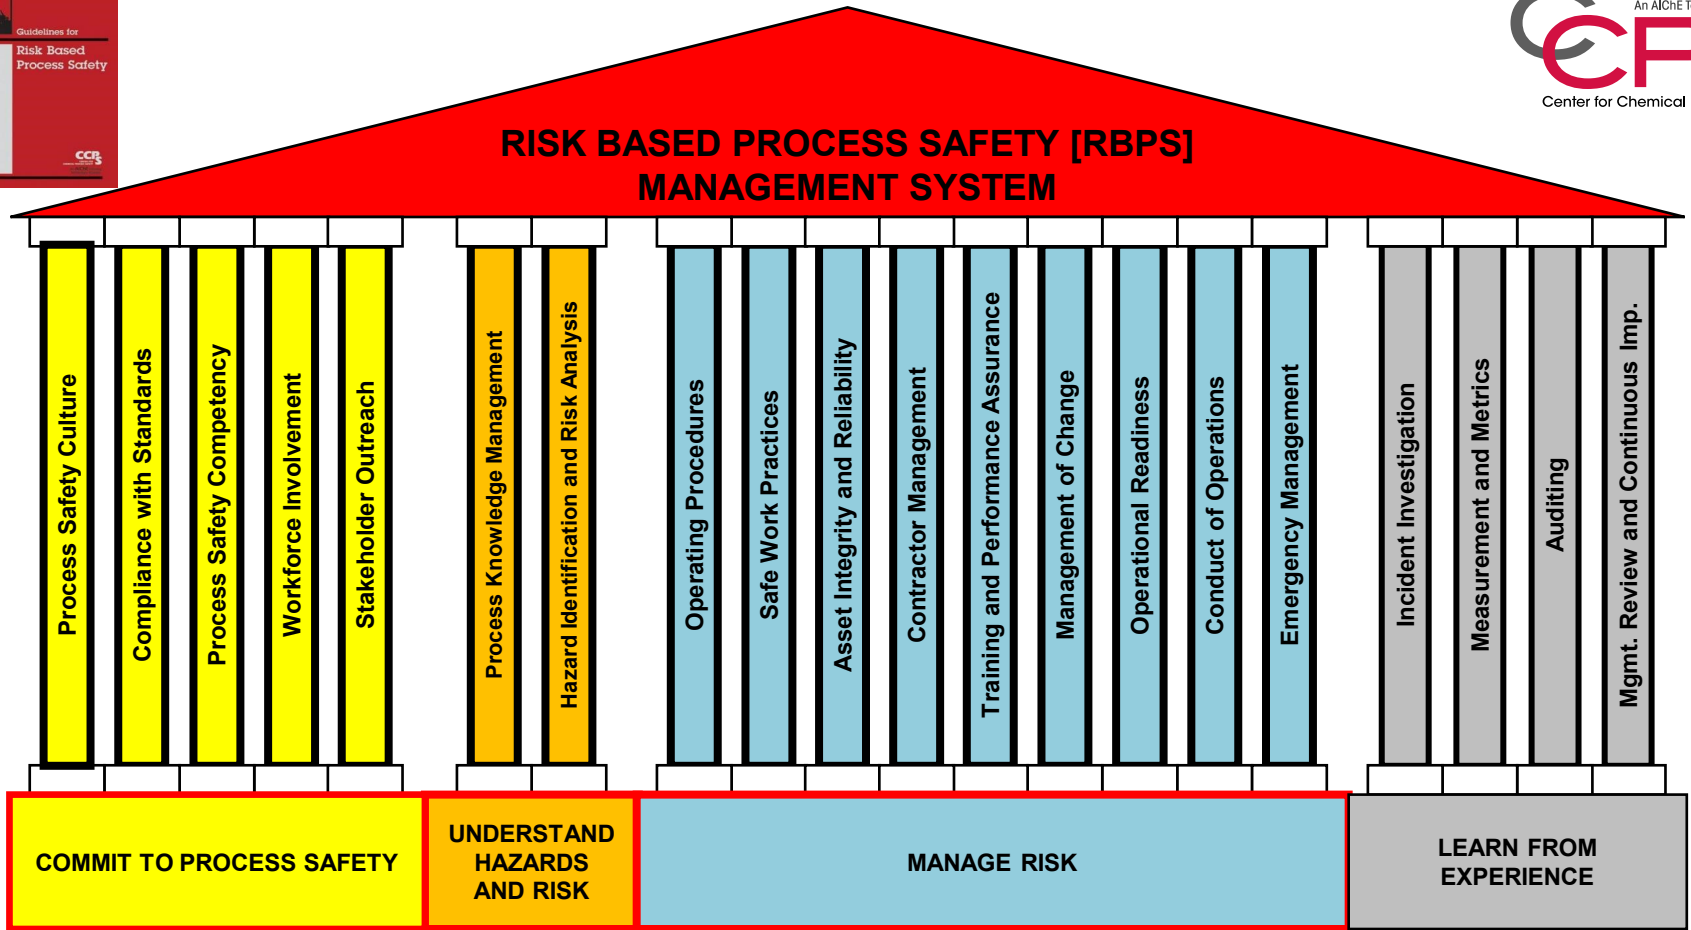 Guidelines for
Risk Based
Process Safety
CCPS
An AIChE T
CCP
Center for Chemical
RISK BASED PROCESS SAFETY [RBPS]
MANAGEMENT SYSTEM
Process Safety Culture
Compliance with Standards
Process Safety Competency
Workforce Involvement
Stakeholder Outreach
Process Knowledge Management
Hazard Identification and Risk Analysis
Operating Procedures
Safe Work Practices
Asset Integrity and Reliability
Contractor Management
Training and Performance Assurance
Management of Change
Operational Readiness
Conduct of Operations
Emergency Management
Incident Investigation
Measurement and Metrics
Auditing
Mgmt. Review and Continuous Imp.
COMMIT TO PROCESS SAFETY
UNDERSTAND
HAZARDS
AND RISK
MANAGE RISK
LEARN FROM
EXPERIENCE